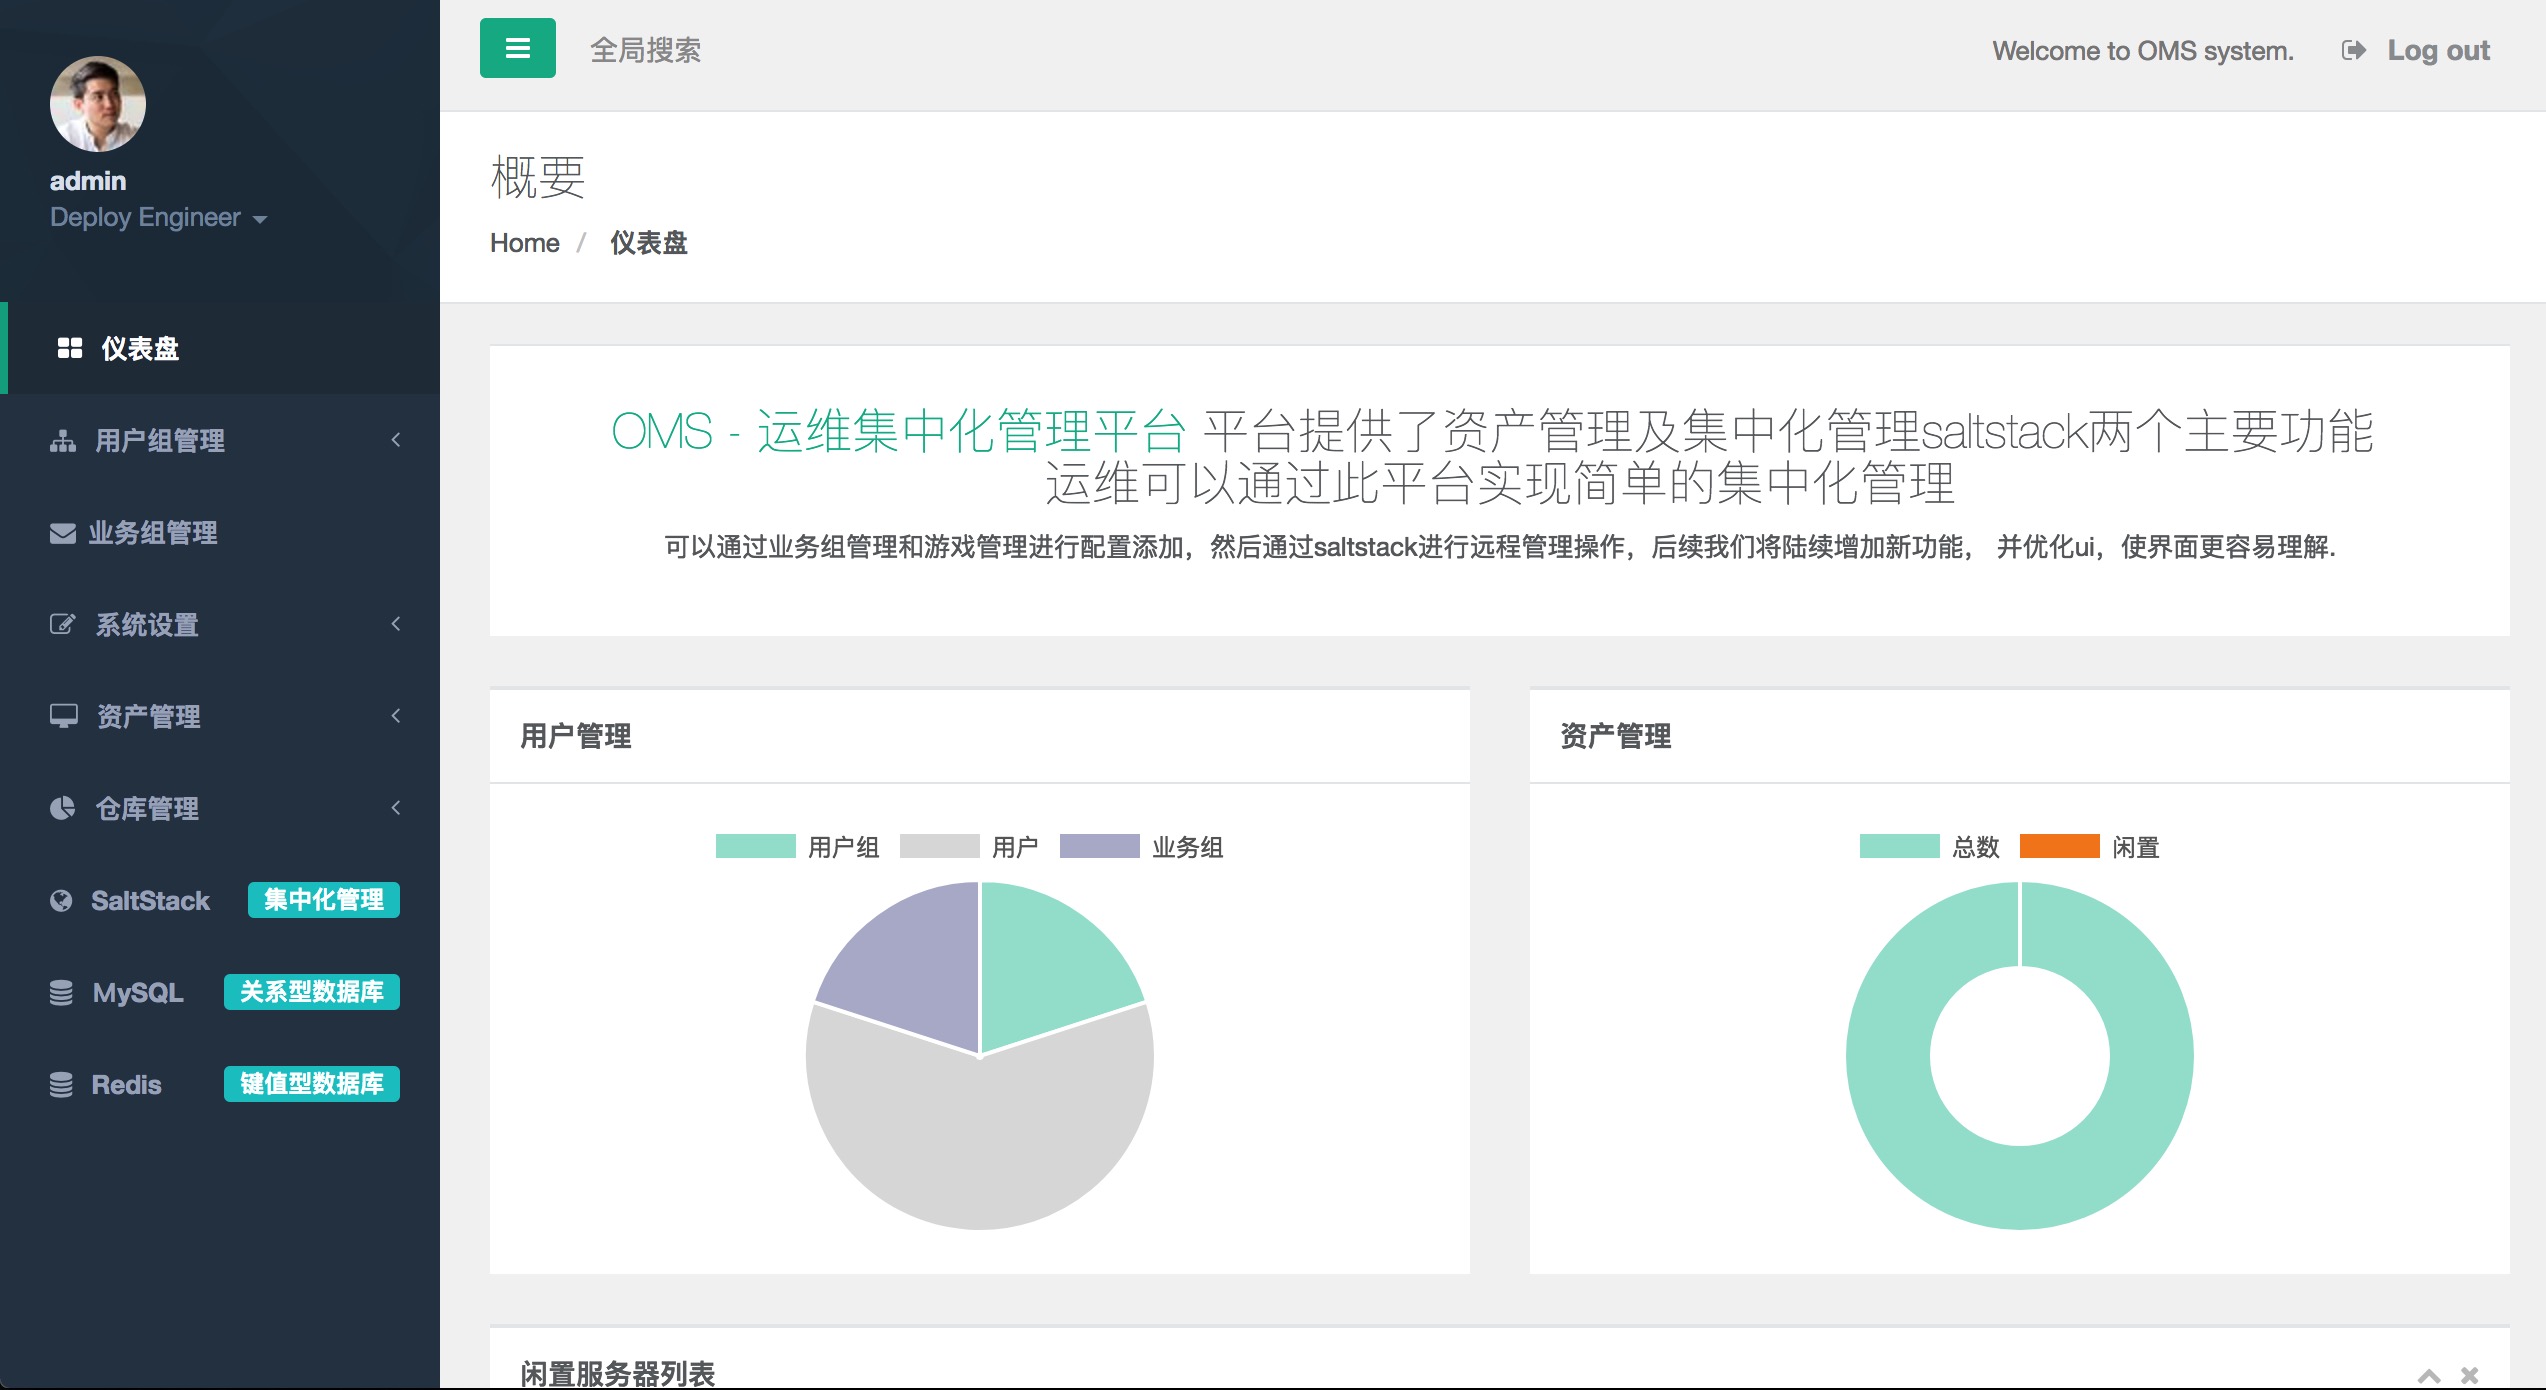 admin
Deploy Engineer
仪表盘
用户组管理
业务组管理
系统设置
资产管理
仓库管理
SaltStack 集中化管理
MySQL 关系型数据库
Redis 键值型数据库
全局搜索
Welcome to OMS system. Log out
概要
Home / 仪表盘
OMS - 运维集中化管理平台 平台提供了资产管理及集中化管理saltstack两个主要功能
运维可以通过此平台实现简单的集中化管理
可以通过业务组管理和游戏管理进行配置添加，然后通过saltstack进行远程管理操作，后续我们将陆续增加新功能， 并优化ui，使界面更容易理解.
用户管理
用户组 用户 业务组
资产管理
总数 闲置
闲置服务器列表